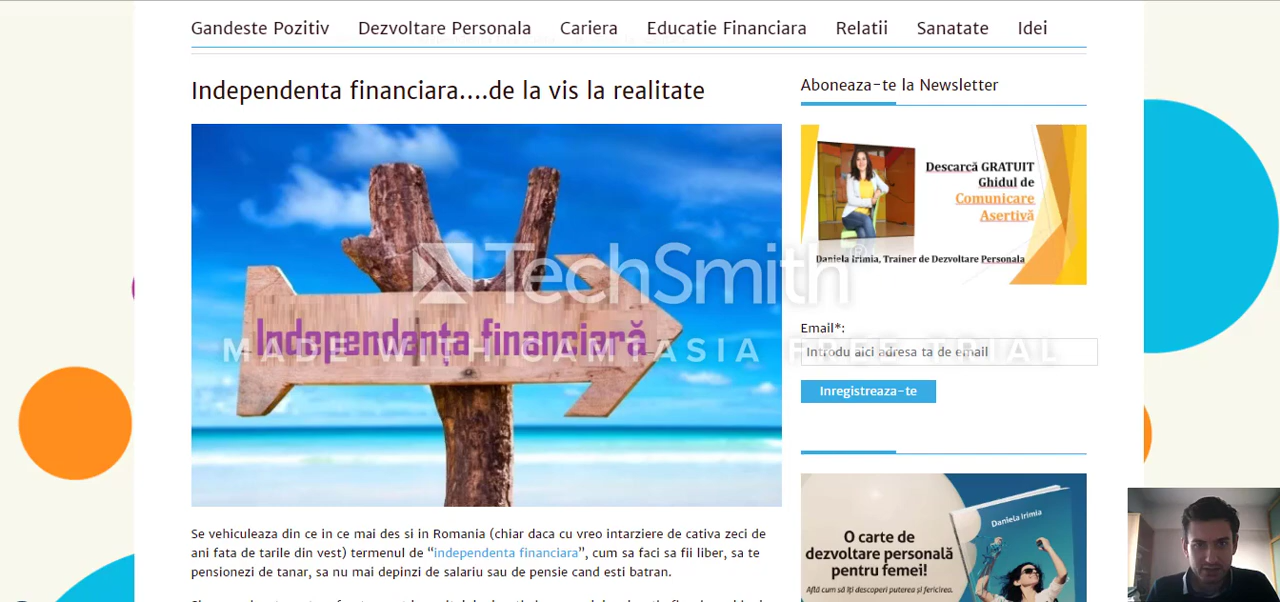 Gandeste Pozitiv Dezvoltare Personala Cariera Educatie Financiara Relatii Sanatate Idei
Independenta financiara....de la vis la realitate
Independența financiară
Se vehiculeaza din ce in ce mai des si in Romania (chiar daca cu vreo intarziere de cativa zeci de
ani fata de tarile din vest) termenul de “independenta financiara”, cum sa faci sa fii liber, sa te
pensionezi de tanar, sa nu mai depinzi de salariu sau de pensie cand esti batran.
Aboneaza-te la Newsletter
Descarcă GRATUIT
Ghidul de
Comunicare
Asertivă
Daniela Irimia, Trainer de Dezvoltare Personala
Email*:
Introdu aici adresa ta de email
Inregistreaza-te
Daniela Irimia
O carte de
dezvoltare personală
pentru femei!
Află cum să îți descoperi puterea și fericirea.
TechSmith®
MADE WITH CAMTASIA FREE TRIAL